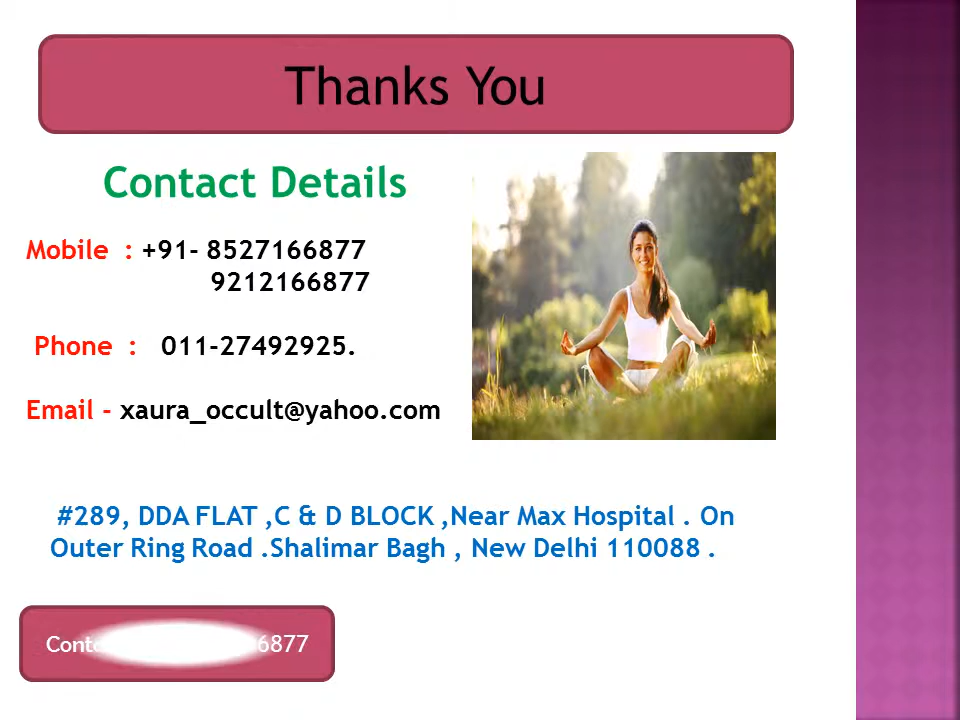 Thanks You
Contact Details
Mobile : +91- 8527166877
9212166877
Phone : 011-27492925.
Email - xaura_occult@yahoo.com
#289, DDA FLAT ,C & D BLOCK ,Near Max Hospital . On
Outer Ring Road .Shalimar Bagh , New Delhi 110088 .
6877